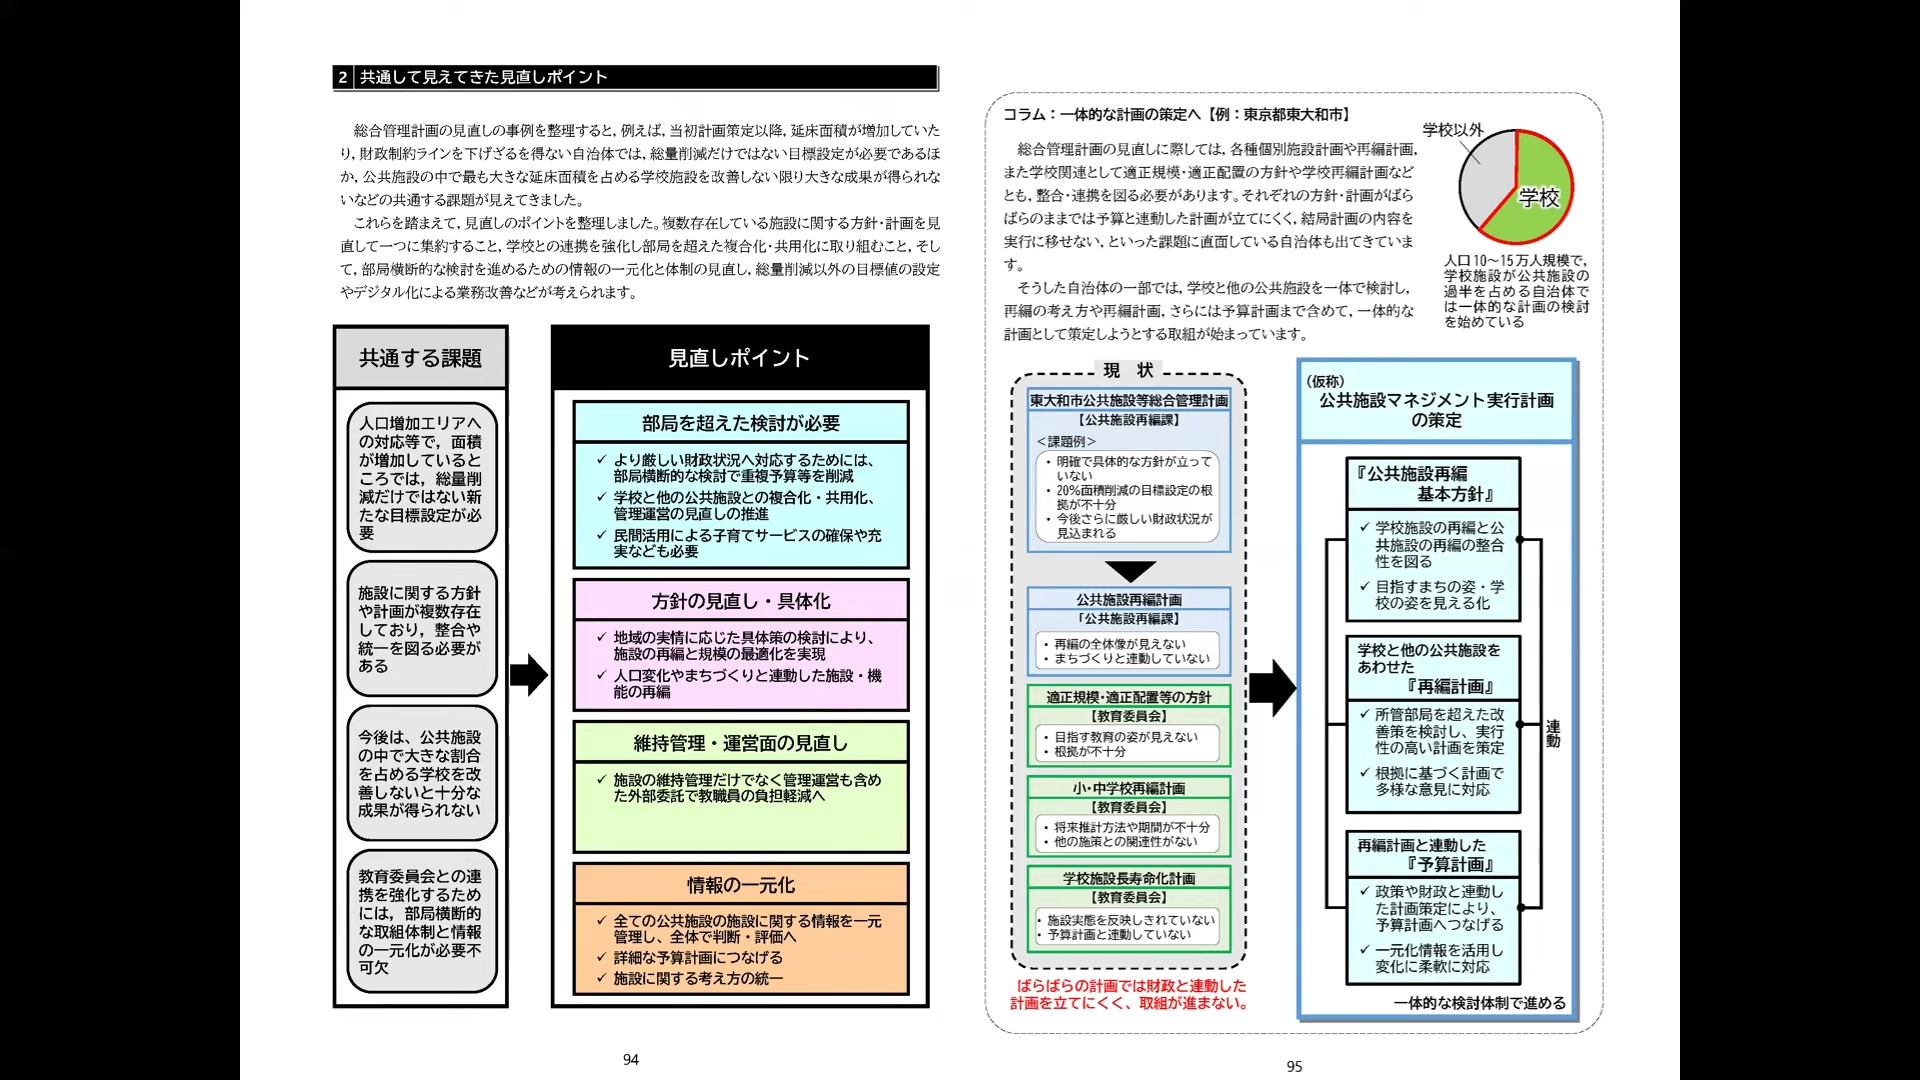 2 共通して見えてきた見直しポイント
総合管理計画の見直しの事例を整理すると，例えば，当初計画策定以降，延床面積が増加していた
り，財政制約ラインを下げざるを得ない自治体では，総量削減だけではない目標設定が必要であるほ
か，公共施設の中で最も大きな延床面積を占める学校施設を改善しない限り大きな成果が得られな
いなどの共通する課題が見えてきました。
これらを踏まえて，見直しのポイントを整理しました。複数存在している施設に関する方針・計画を見
直して一つに集約すること，学校との連携を強化し部局を超えた複合化・共用化に取り組むこと，そし
て，部局横断的な検討を進めるための情報の一元化と体制の見直し，総量削減以外の目標値の設定
やデジタル化による業務改善などが考えられます。
共通する課題
人口増加エリアへ
の対応等で，面積
が増加していると
ころでは，総量削
減だけではない新
たな目標設定が必
要
施設に関する方針
や計画が複数存在
しており，整合や
統一を図る必要が
ある
今後は、公共施設
の中で大きな割合
を占める学校を改
善しないと十分な
成果が得られない
教育委員会との連
携を強化するため
には，部局横断的
な取組体制と情報
の一元化が必要不
可欠
見直しポイント
部局を超えた検討が必要
✓ より厳しい財政状況へ対応するためには、
部局横断的な検討で重複予算等を削減
✓ 学校と他の公共施設との複合化・共用化、
管理運営の見直しの推進
✓ 民間活用による子育てサービスの確保や充
実なども必要
方針の見直し・具体化
✓ 地域の実情に応じた具体策の検討により、
施設の再編と規模の最適化を実現
✓ 人口変化やまちづくりと連動した施設・機
能の再編
維持管理・運営面の見直し
✓ 施設の維持管理だけでなく管理運営も含め
た外部委託で教職員の負担軽減へ
情報の一元化
✓ 全ての公共施設の施設に関する情報を一元
管理し、全体で判断・評価へ
✓ 詳細な予算計画につなげる
✓ 施設に関する考え方の統一
94
コラム：一体的な計画の策定へ【例：東京都東大和市】
総合管理計画の見直しに際しては，各種個別施設計画や再編計画，
また学校関連として適正規模・適正配置の方針や学校再編計画など
とも，整合・連携を図る必要があります。それぞれの方針・計画がばら
ばらのままでは予算と連動した計画が立てにくく，結局計画の内容を
実行に移せない，といった課題に直面している自治体も出てきていま
す。
そうした自治体の一部では，学校と他の公共施設を一体で検討し，
再編の考え方や再編計画，さらには予算計画まで含めて，一体的な
計画として策定しようとする取組が始まっています。
学校以外
学校
人口10～15万人規模で，
学校施設が公共施設の
過半を占める自治体で
は一体的な計画の検討
を始めている
現 状
東大和市公共施設等総合管理計画
【公共施設再編課】
＜課題例＞
・明確で具体的な方針が立って
いない
・20%面積削減の目標設定の根
拠が不十分
・今後さらに厳しい財政状況が
見込まれる
公共施設再編計画
「公共施設再編課】
・再編の全体像が見えない
・まちづくりと連動していない
適正規模・適正配置等の方針
【教育委員会】
・目指す教育の姿が見えない
・根拠が不十分
小・中学校再編計画
【教育委員会】
・将来推計方法や期間が不十分
・他の施策との関連性がない
学校施設長寿命化計画
【教育委員会】
・施設実態を反映しきれていない
・予算計画と連動していない
ばらばらの計画では財政と連動した
計画を立てにくく、取組が進まない。
（仮称）
公共施設マネジメント実行計画
の策定
『公共施設再編
基本方針』
✓ 学校施設の再編と公
共施設の再編の整合
性を図る
✓ 目指すまちの姿・学
校の姿を見える化
学校と他の公共施設を
あわせた
『再編計画』
✓ 所管部局を超えた改
善策を検討し、実行
性の高い計画を策定
✓ 根拠に基づく計画で
多様な意見に対応
再編計画と連動した
『予算計画』
✓ 政策や財政と連動し
た計画策定により、
予算計画へつなげる
✓ 一元化情報を活用し
変化に柔軟に対応
連動
一体的な検討体制で進める
95